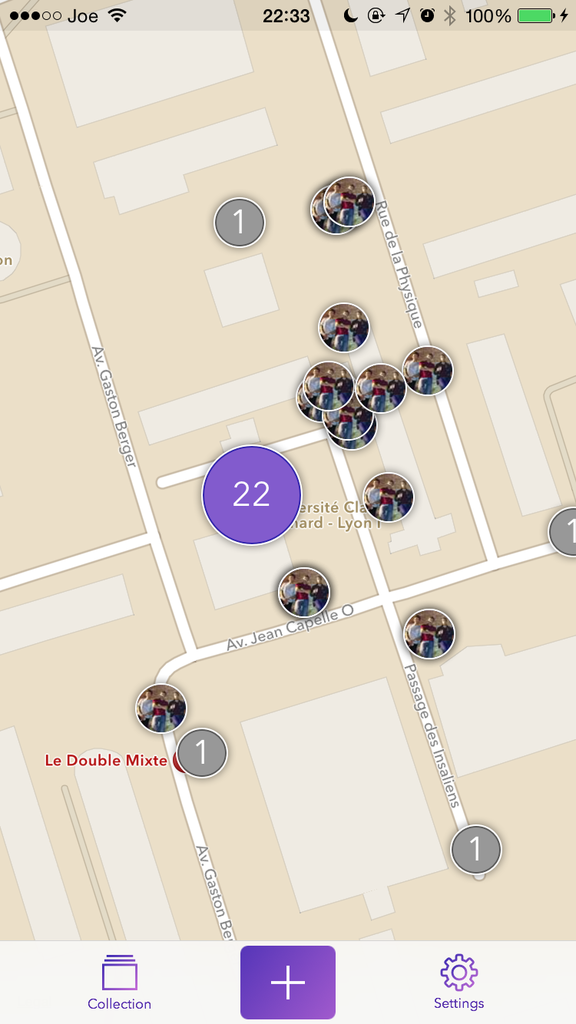 Joe 22:33 100%
1
Rue de la Physique
on
Av. Gaston Berger
22
ersité Cla
nard - Lyon I
1
Av. Jean Capelle O
Passage des Insaliens
Le Double Mixte
1
1
Av. Gaston Ber
Collection
+
Settings